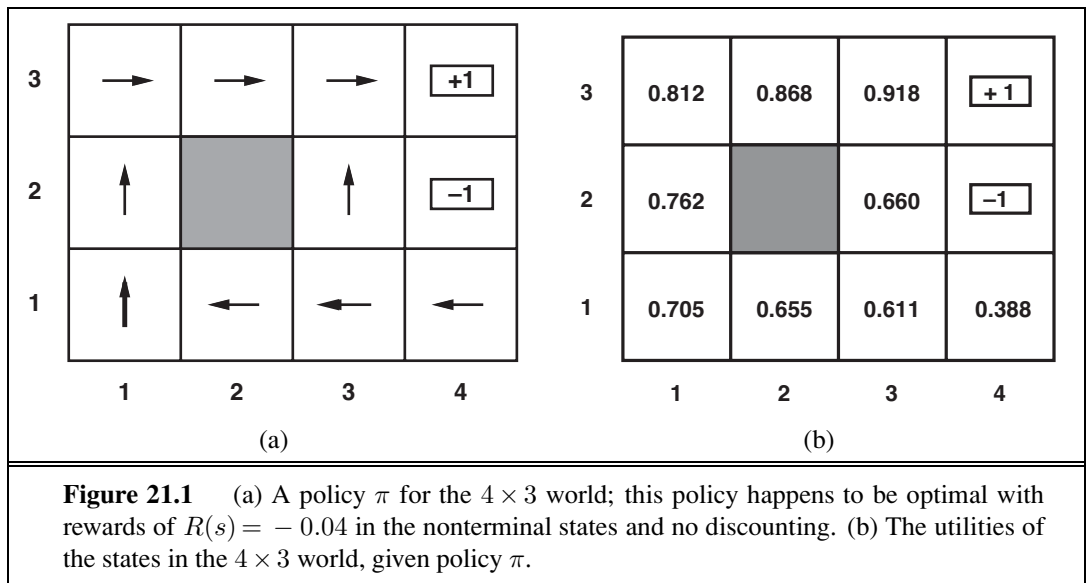 3 +1
2 –1
1
1 2 3 4
(a)
3 0.812 0.868 0.918 + 1
2 0.762 0.660 –1
1 0.705 0.655 0.611 0.388
1 2 3 4
(b)
Figure 21.1 (a) A policy π for the 4 × 3 world; this policy happens to be optimal with
rewards of R(s) = − 0.04 in the nonterminal states and no discounting. (b) The utilities of
the states in the 4 × 3 world, given policy π.